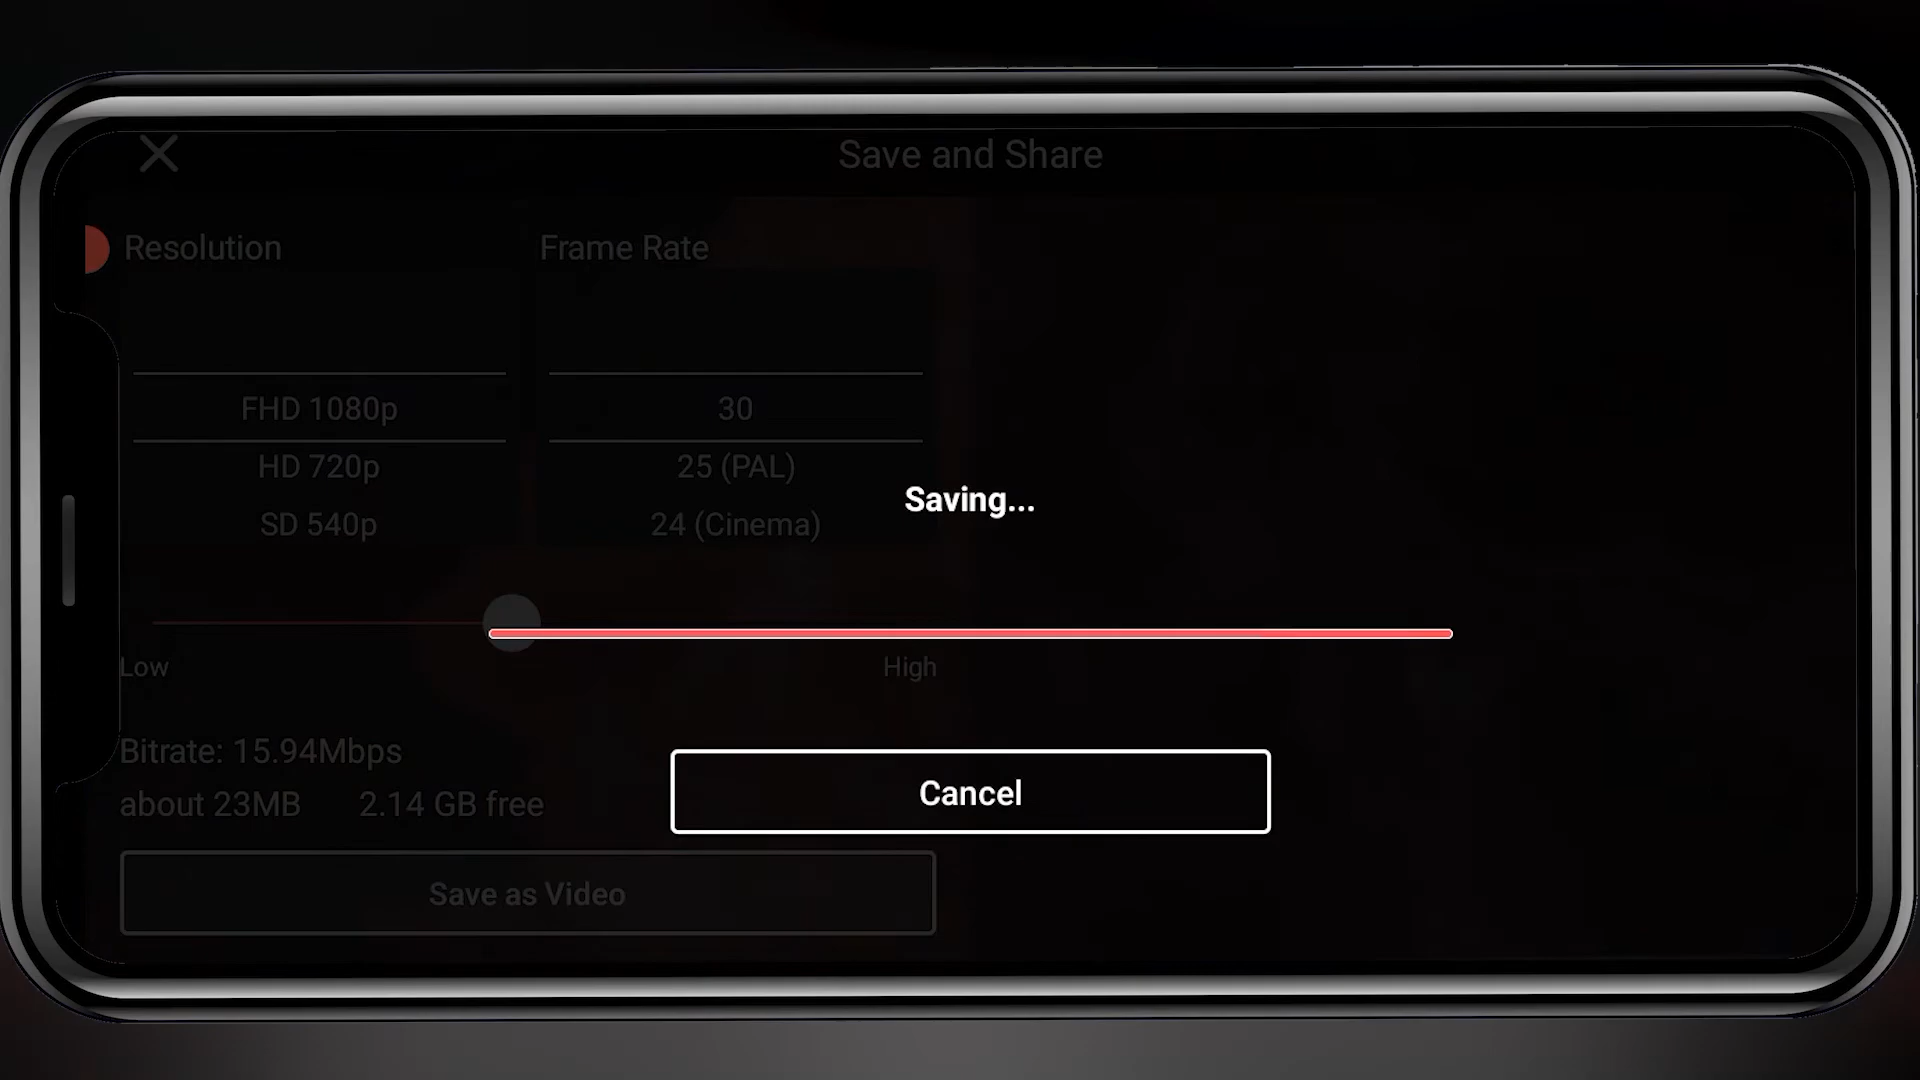 Save and Share
Resolution
Frame Rate
FHD 1080p
30
HD 720p
25 (PAL)
SD 540p
24 (Cinema)
Saving...
Low
High
Bitrate: 15.94Mbps
about 23MB 2.14 GB free
Cancel
Save as Video